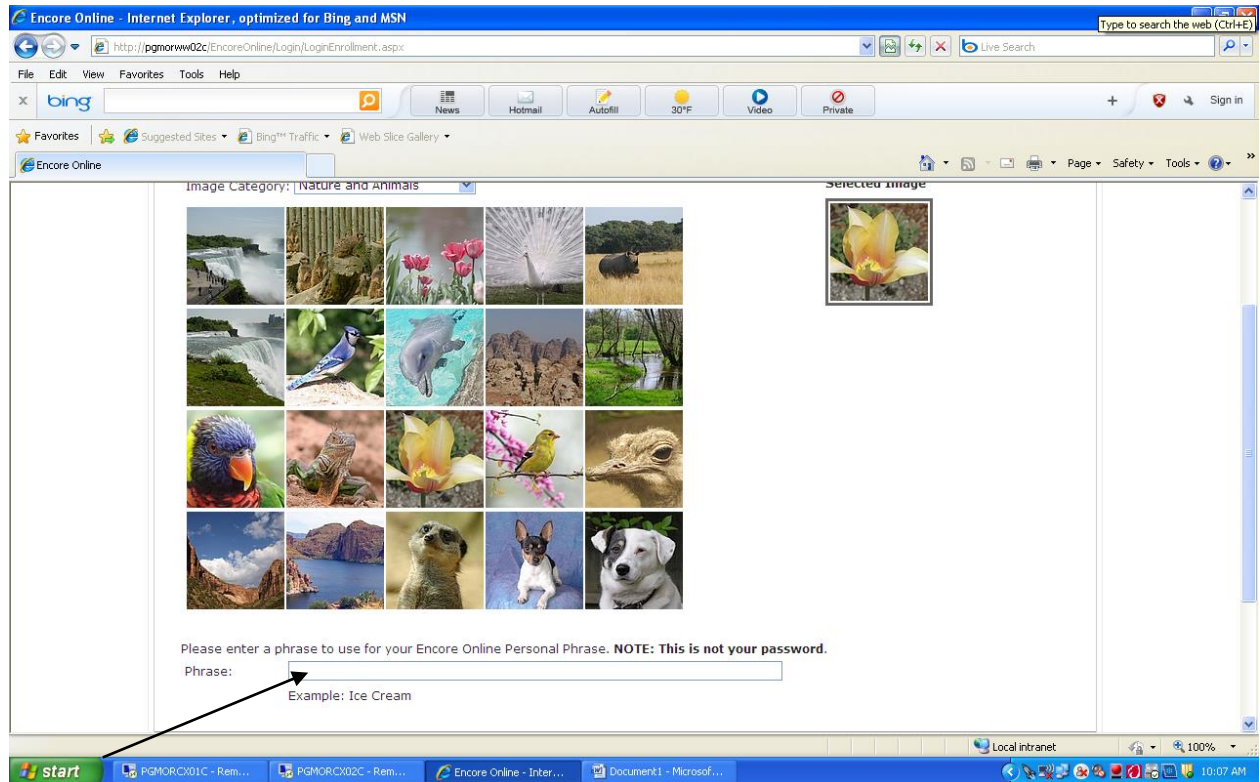 Encore Online - Internet Explorer, optimized for Bing and MSN
Type to search the web (Ctrl+E)
http://pgmorww02c/EncoreOnline/Login/LoginEnrollment.aspx
Live Search
File Edit View Favorites Tools Help
x bing News Hotmail Autofill 30°F Video Private + Sign in
Favorites Suggested Sites Bing™ Traffic Web Slice Gallery
Encore Online Page Safety Tools »
Image Category: Nature and Animals Selected Image
Please enter a phrase to use for your Encore Online Personal Phrase. NOTE: This is not your password.
Phrase:
Example: Ice Cream
Local intranet 100%
start PGMORCX01C - Rem... PGMORCX02C - Rem... Encore Online - Inter... Document1 - Microsof... 10:07 AM